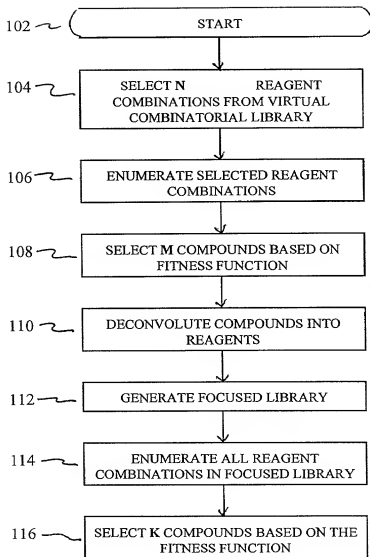 102
START
104
SELECT N REAGENT
COMBINATIONS FROM VIRTUAL
COMBINATORIAL LIBRARY
106
ENUMERATE SELECTED REAGENT
COMBINATIONS
108
SELECT M COMPOUNDS BASED ON
FITNESS FUNCTION
110
DECONVOLUTE COMPOUNDS INTO
REAGENTS
112
GENERATE FOCUSED LIBRARY
114
ENUMERATE ALL REAGENT
COMBINATIONS IN FOCUSED LIBRARY
116
SELECT K COMPOUNDS BASED ON THE
FITNESS FUNCTION